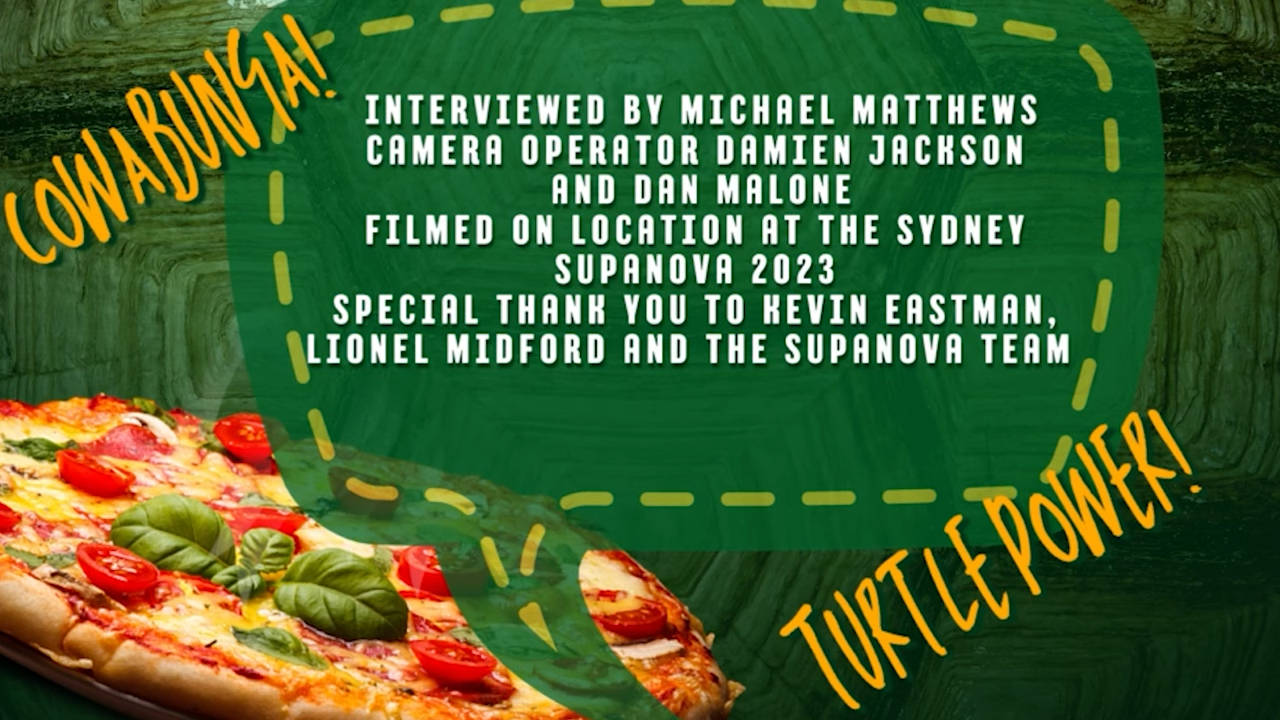 COWABUNGA!
INTERVIEWED BY MICHAEL MATTHEWS
CAMERA OPERATOR DAMIEN JACKSON
AND DAN MALONE
FILMED ON LOCATION AT THE SYDNEY
SUPANOVA 2023
SPECIAL THANK YOU TO KEVIN EASTMAN,
LIONEL MIDFORD AND THE SUPANOVA TEAM
TURTLE POWER!